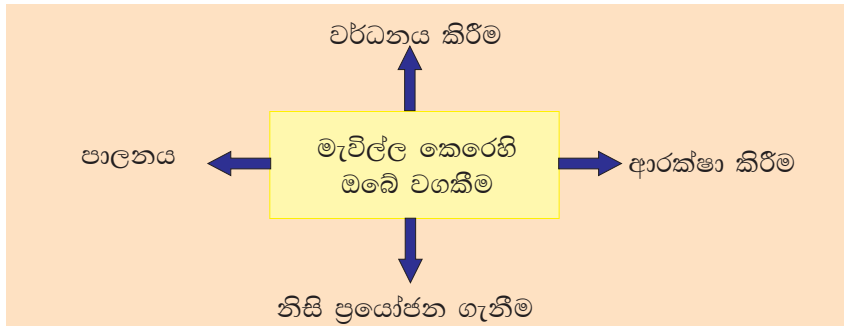 වර්ධනය කිරීම
පාලනය
මැවිල්ල කෙරෙහි
ඔබේ වගකීම
ආරක්ෂා කිරීම
නිසි ප්‍රයෝජන ගැනීම